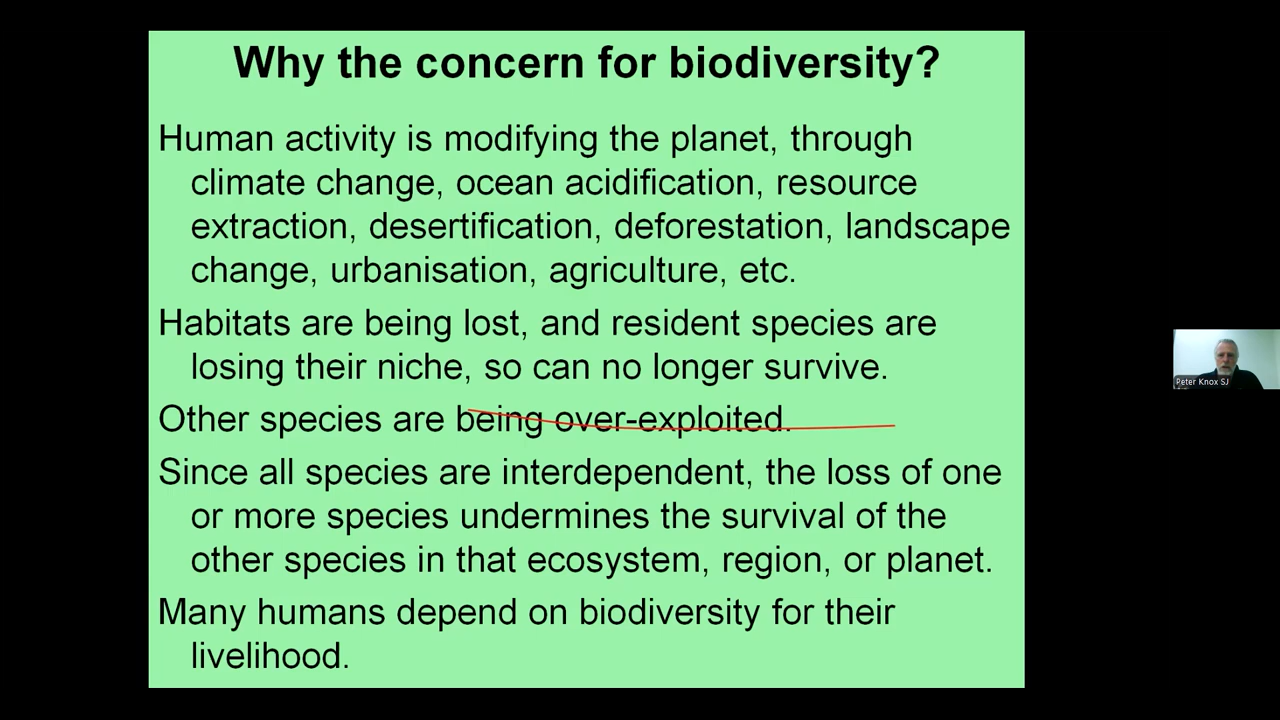 Why the concern for biodiversity?
Human activity is modifying the planet, through
climate change, ocean acidification, resource
extraction, desertification, deforestation, landscape
change, urbanisation, agriculture, etc.
Habitats are being lost, and resident species are
losing their niche, so can no longer survive.
Other species are being over-exploited.
Since all species are interdependent, the loss of one
or more species undermines the survival of the
other species in that ecosystem, region, or planet.
Many humans depend on biodiversity for their
livelihood.
Peter Knox SJ